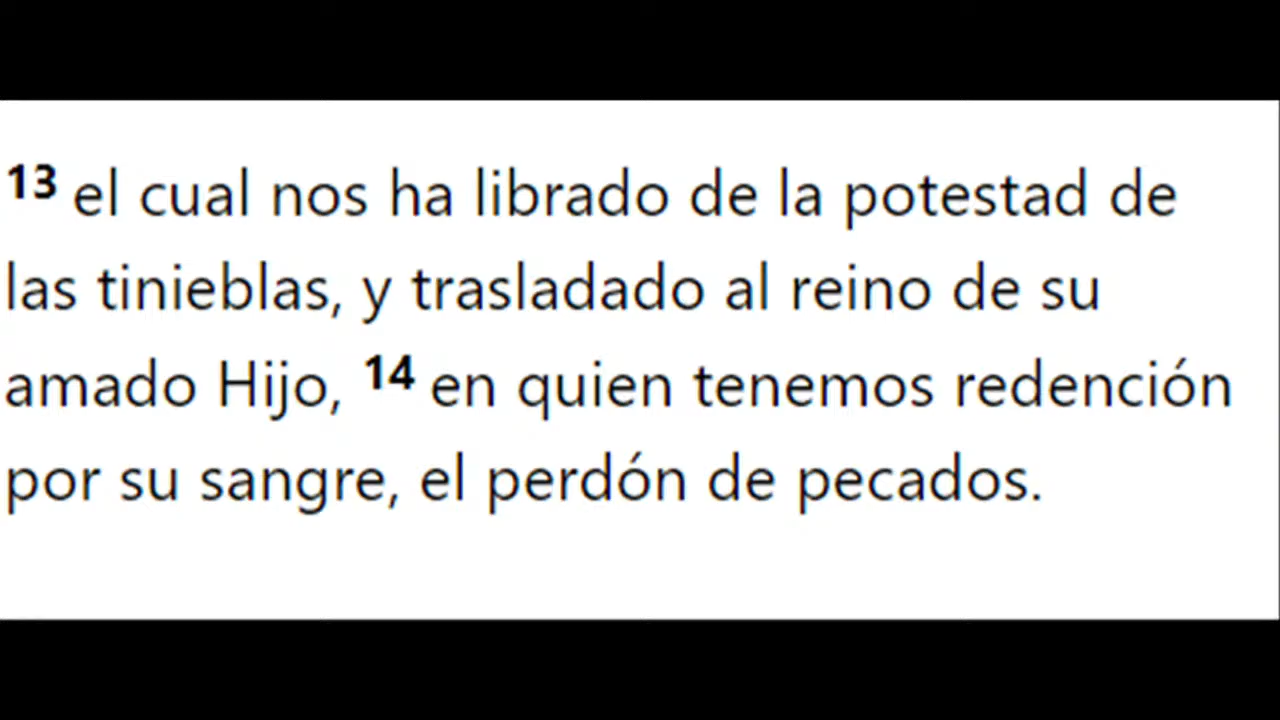 13 el cual nos ha librado de la potestad de
las tinieblas, y trasladado al reino de su
amado Hijo, 14 en quien tenemos redención
por su sangre, el perdón de pecados.